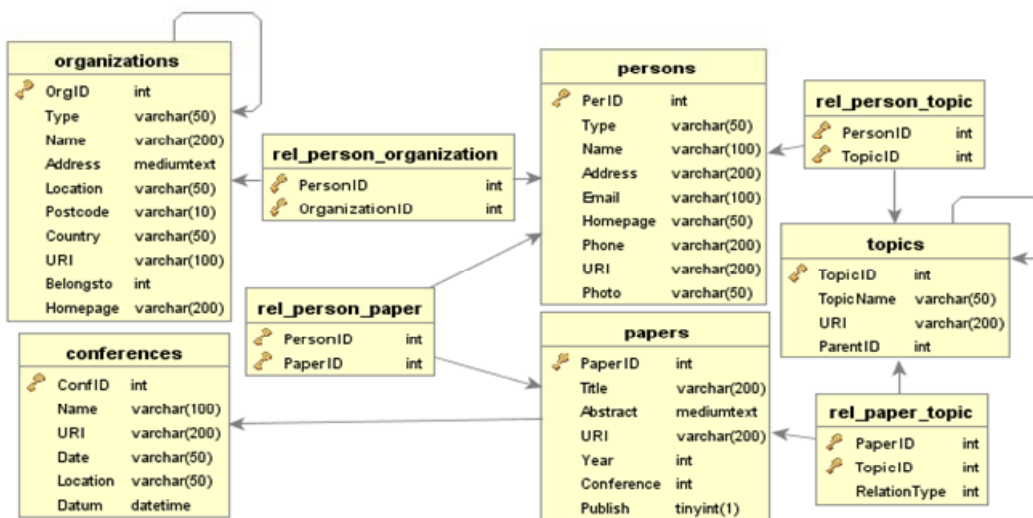 organizations
OrgID int
Type varchar(50)
Name varchar(200)
Address mediumtext
Location varchar(50)
Postcode varchar(10)
Country varchar(50)
URI varchar(100)
Belongsto int
Homepage varchar(200)
rel_person_organization
PersonID int
OrganizationID int
persons
PerID int
Type varchar(50)
Name varchar(100)
Address varchar(200)
Email varchar(100)
Homepage varchar(50)
Phone varchar(200)
URI varchar(200)
Photo varchar(50)
rel_person_topic
PersonID int
TopicID int
topics
TopicID int
TopicName varchar(50)
URI varchar(200)
ParentID int
rel_person_paper
PersonID int
PaperID int
conferences
ConfID int
Name varchar(100)
URI varchar(200)
Date varchar(50)
Location varchar(50)
Datum datetime
papers
PaperID int
Title varchar(200)
Abstract mediumtext
URI varchar(200)
Year int
Conference int
Publish tinyint(1)
rel_paper_topic
PaperID int
TopicID int
RelationType int